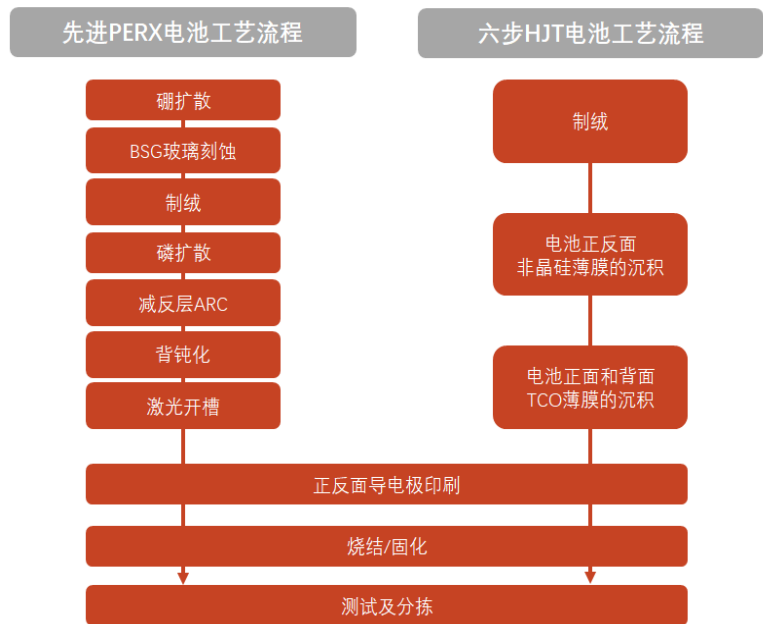 先进PERX电池工艺流程
六步HJT电池工艺流程
硼扩散
BSG玻璃刻蚀
制绒
磷扩散
减反层ARC
背钝化
激光开槽
制绒
电池正反面
非晶硅薄膜的沉积
电池正面和背面
TCO薄膜的沉积
正反面导电极印刷
烧结/固化
测试及分拣